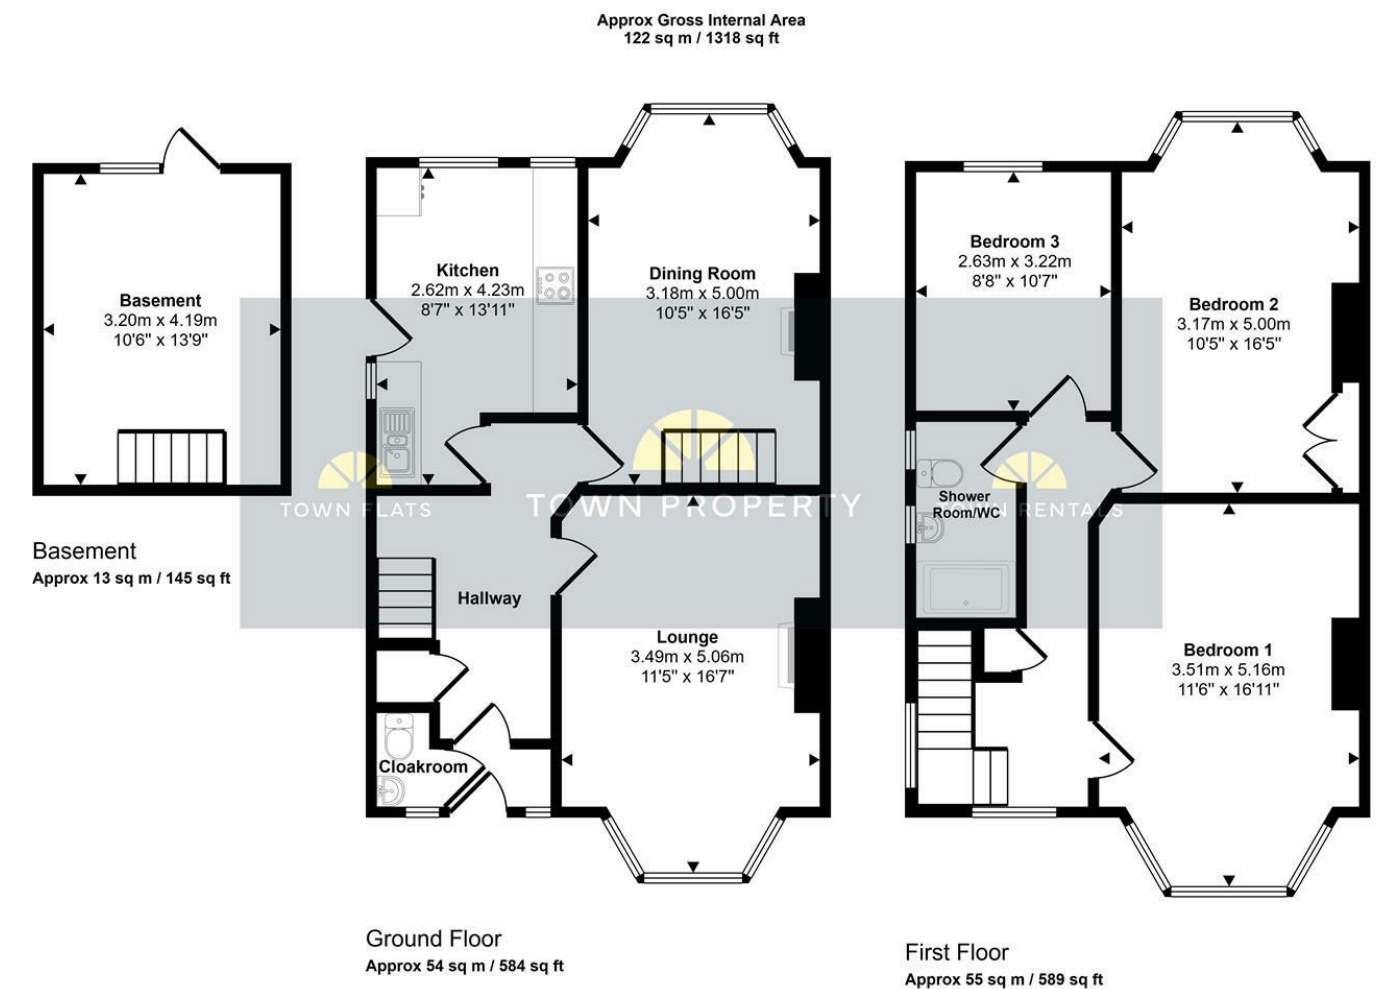 Approx Gross Internal Area
122 sq m / 1318 sq ft
Basement
3.20m x 4.19m
10'6" x 13'9"
Basement
Approx 13 sq m / 145 sq ft
Kitchen
2.62m x 4.23m
8'7" x 13'11"
Dining Room
3.18m x 5.00m
10'5" x 16'5"
Hallway
Lounge
3.49m x 5.06m
11'5" x 16'7"
Cloakroom
Ground Floor
Approx 54 sq m / 584 sq ft
Bedroom 3
2.63m x 3.22m
8'8" x 10'7"
Bedroom 2
3.17m x 5.00m
10'5" x 16'5"
Shower
Room/WC
Bedroom 1
3.51m x 5.16m
11'6" x 16'11"
First Floor
Approx 55 sq m / 589 sq ft
TOWN FLATS
TOWN PROPERTY
TOWN RENTALS